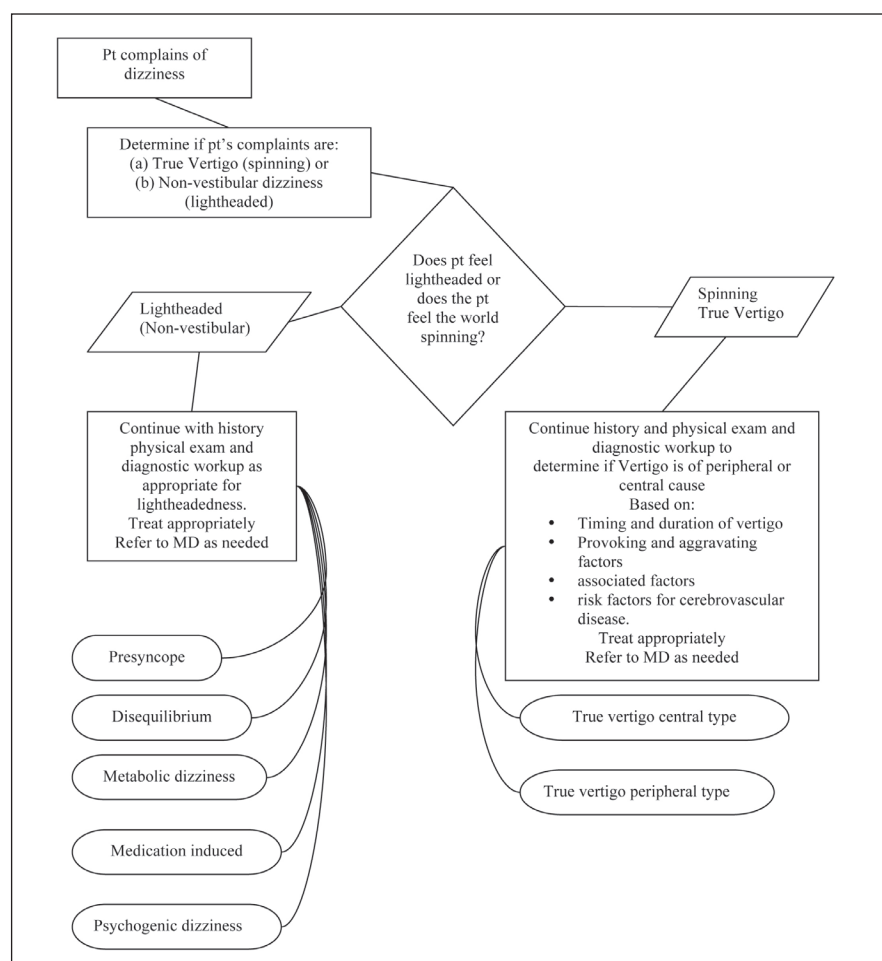 Pt complains of
dizziness
Determine if pt's complaints are:
(a) True Vertigo (spinning) or
(b) Non-vestibular dizziness
(lightheaded)
Does pt feel
lightheaded or
does the pt
feel the world
spinning?
Lightheaded
(Non-vestibular)
Spinning
True Vertigo
Continue with history
physical exam and
diagnostic workup as
appropriate for
lightheadedness.
Treat appropriately
Refer to MD as needed
Continue history and physical exam and
diagnostic workup to
determine if Vertigo is of peripheral or
central cause
Based on:
• Timing and duration of vertigo
• Provoking and aggravating
factors
• associated factors
• risk factors for cerebrovascular
disease.
Treat appropriately
Refer to MD as needed
Presyncope
Disequilibrium
Metabolic dizziness
Medication induced
Psychogenic dizziness
True vertigo central type
True vertigo peripheral type